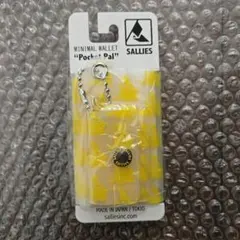 MINIMAL WALLET
"Pocket Pal"
SALLIES
MADE IN JAPAN / TOKYO
salliesinc.com